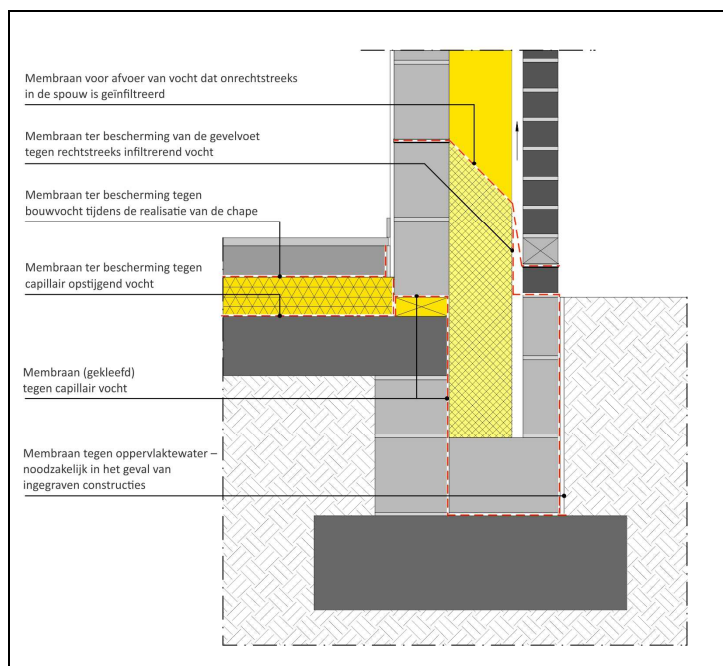 Membraan voor afvoer van vocht dat onrechtstreeks
in de spouw is geïnfiltreerd
Membraan ter bescherming van de gevelvoet
tegen rechtstreeks infiltrerend vocht
Membraan ter bescherming tegen
bouwvocht tijdens de realisatie van de chape
Membraan ter bescherming tegen
capillair opstijgend vocht
Membraan (gekleefd)
tegen capillair vocht
Membraan tegen oppervlaktewater –
noodzakelijk in het geval van
ingegraven constructies